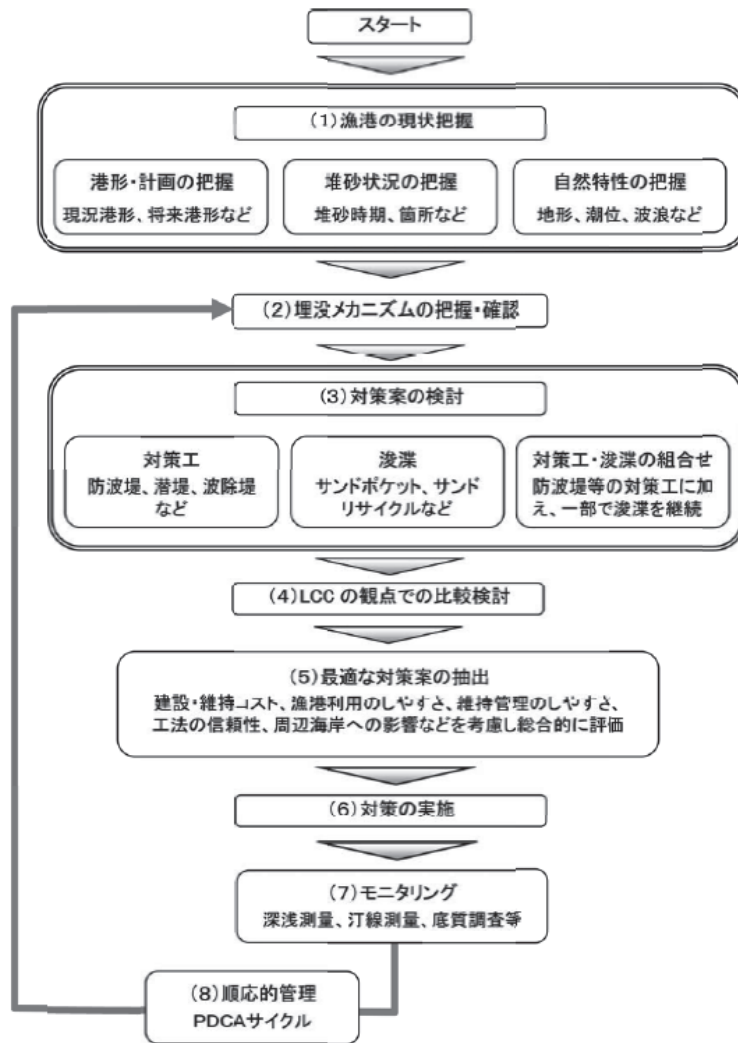 スタート
(1)漁港の現状把握
港形・計画の把握
現況港形、将来港形など
堆砂状況の把握
堆砂時期、箇所など
自然特性の把握
地形、潮位、波浪など
(2)埋没メカニズムの把握・確認
(3)対策案の検討
対策工
防波堤、潜堤、波除堤
など
浚渫
サンドポケット、サンド
リサイクルなど
対策工・浚渫の組合せ
防波堤等の対策工に加
え、一部で浚渫を継続
(4)LCCの観点での比較検討
(5)最適な対策案の抽出
建設・維持コスト、漁港利用のしやすさ、維持管理のしやすさ、
工法の信頼性、周辺海岸への影響などを考慮し総合的に評価
(6)対策の実施
(7)モニタリング
深浅測量、汀線測量、底質調査等
(8)順応的管理
PDCAサイクル